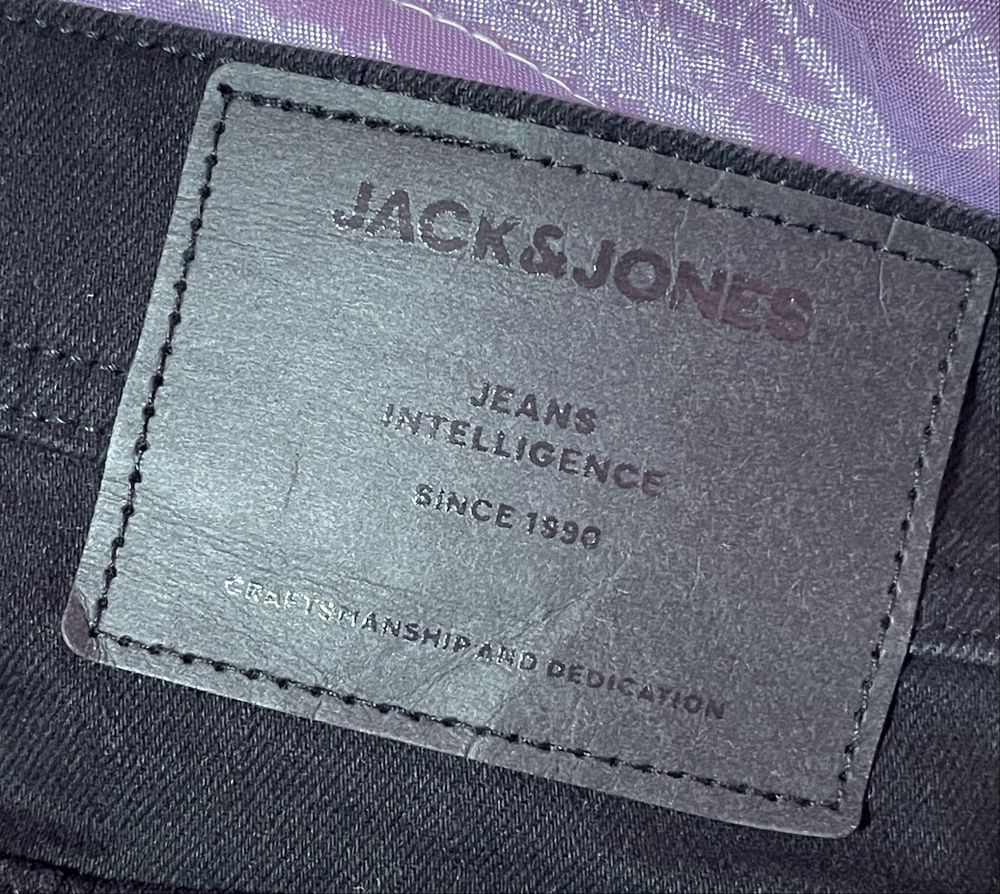 JACK&JONES
JEANS
INTELLIGENCE
SINCE 1990
CRAFTSMANSHIP AND DEDICATION